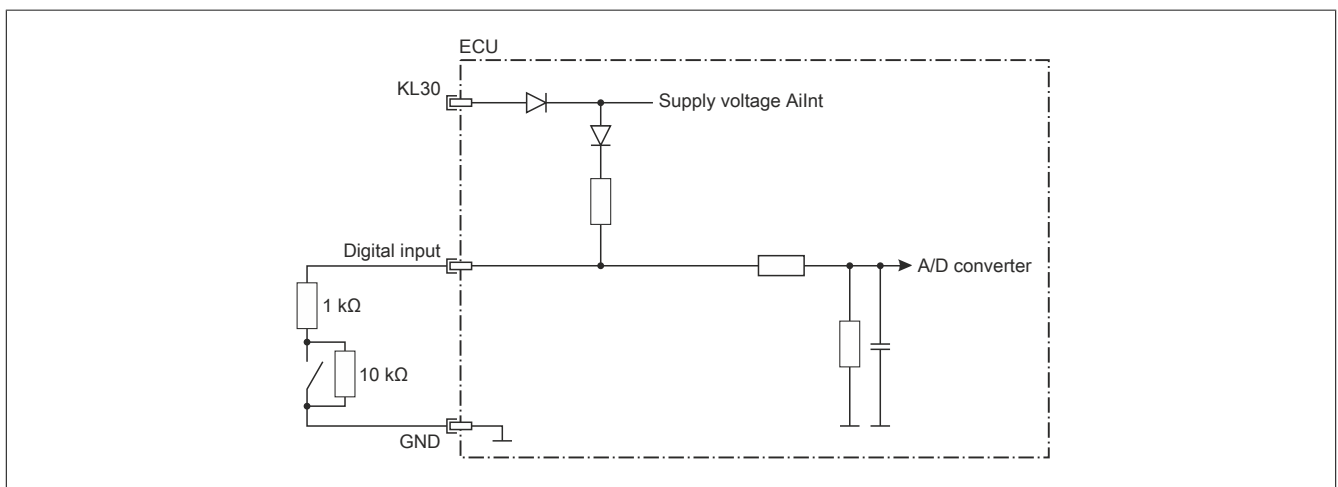 ECU
KL30
Supply voltage AiInt
Digital input
A/D converter
1 kΩ
10 kΩ
GND